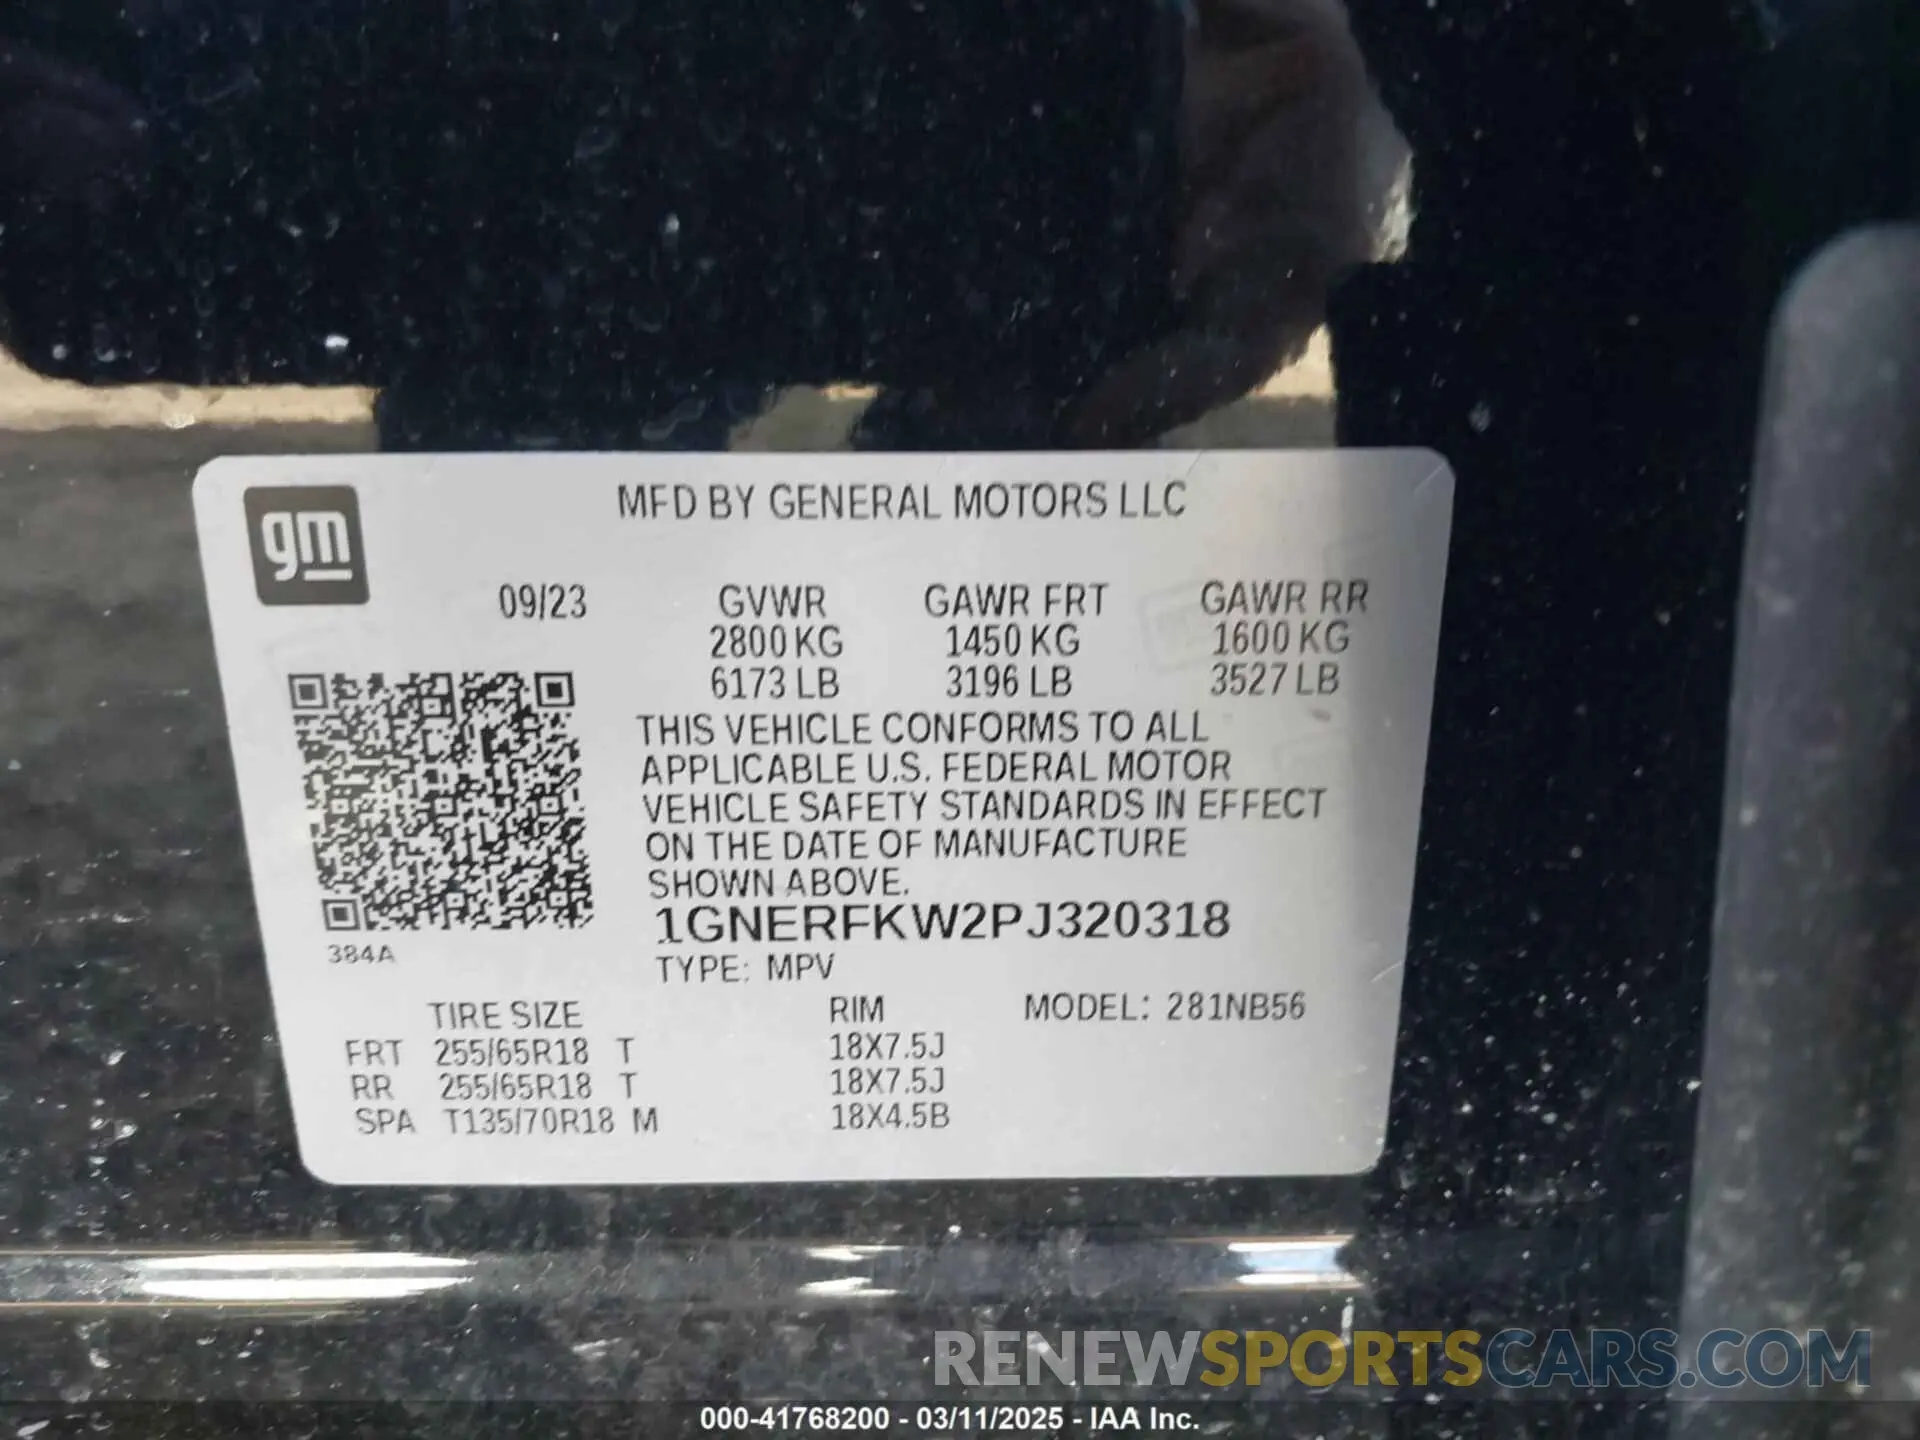 gm
MFD BY GENERAL MOTORS LLC
09/23 GVWR GAWR FRT GAWR RR
2800 KG 1450 KG 1600 KG
6173 LB 3196 LB 3527 LB
THIS VEHICLE CONFORMS TO ALL
APPLICABLE U.S. FEDERAL MOTOR
VEHICLE SAFETY STANDARDS IN EFFECT
ON THE DATE OF MANUFACTURE
SHOWN ABOVE.
1GNERFKW2PJ320318
384A
TYPE: MPV
TIRE SIZE RIM MODEL: 281NB56
FRT 255/65R18 T 18X7.5J
RR 255/65R18 T 18X7.5J
SPA T135/70R18 M 18X4.5B
RENEWSPORTSCARS.COM
000-41768200 - 03/11/2025 - IAA Inc.